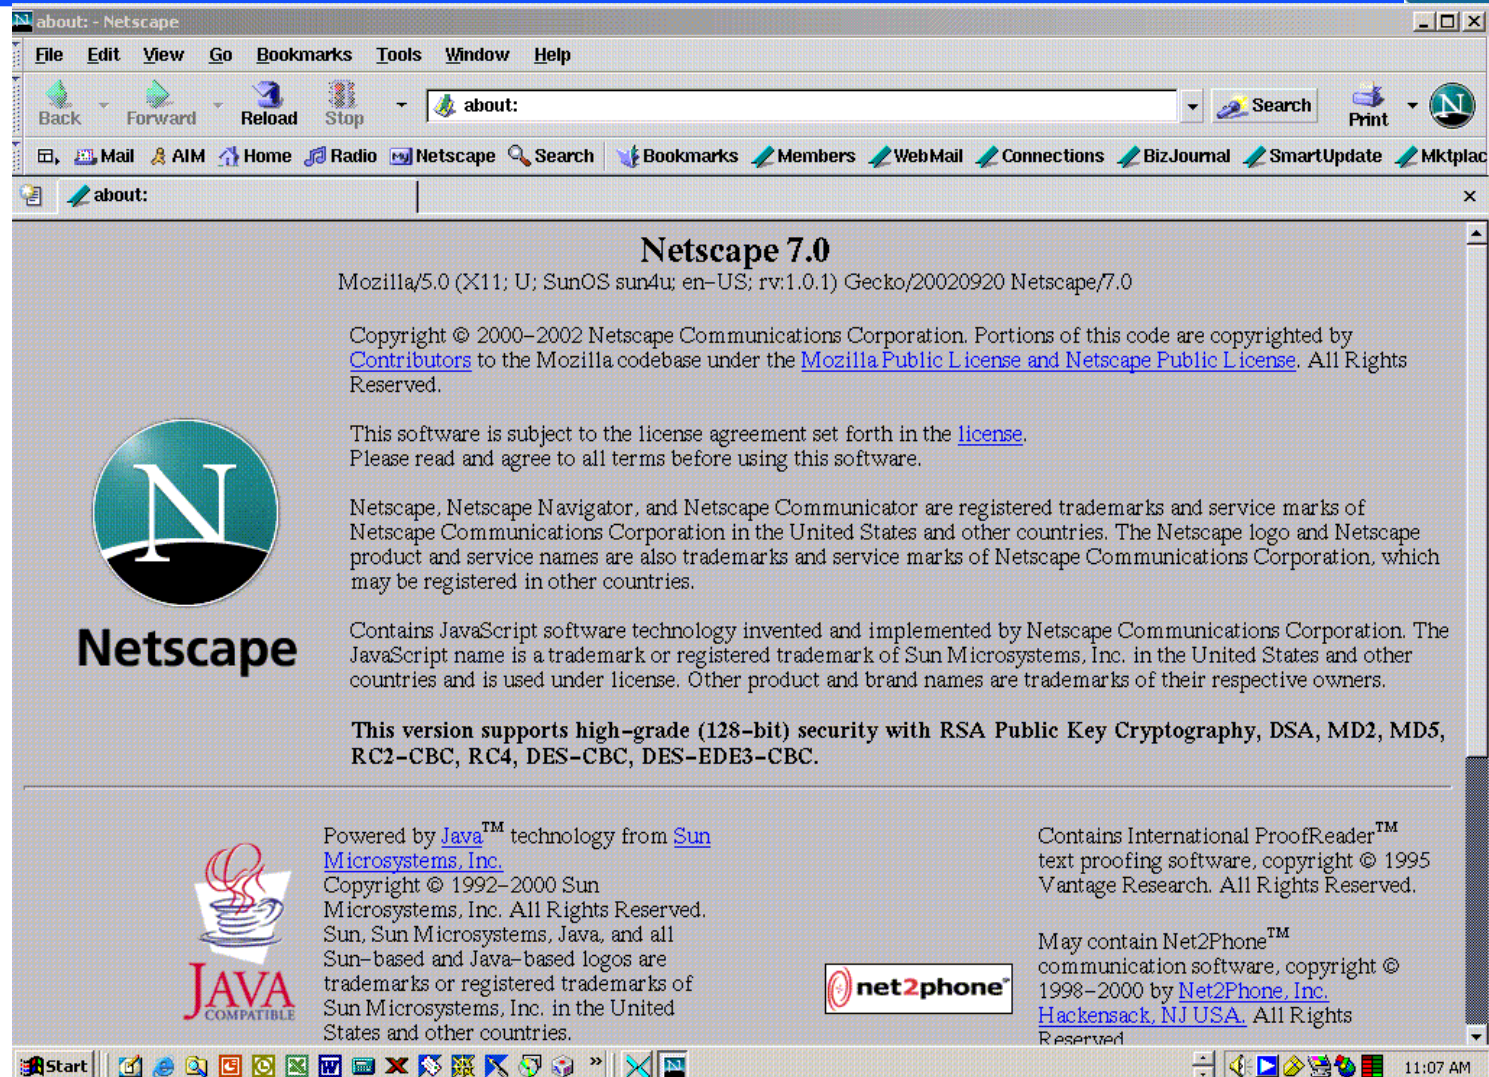 about: - Netscape
File Edit View Go Bookmarks Tools Window Help
Back Forward Reload Stop about: Search Print N
Mail AIM Home Radio my Netscape Search Bookmarks Members WebMail Connections BizJournal SmartUpdate Mktplac
about:
Netscape 7.0
Mozilla/5.0 (X11; U; SunOS sun4u; en-US; rv:1.0.1) Gecko/20020920 Netscape/7.0
Copyright © 2000-2002 Netscape Communications Corporation. Portions of this code are copyrighted by
Contributors to the Mozilla codebase under the Mozilla Public License and Netscape Public License. All Rights
Reserved.
This software is subject to the license agreement set forth in the license.
Please read and agree to all terms before using this software.
Netscape, Netscape Navigator, and Netscape Communicator are registered trademarks and service marks of
Netscape Communications Corporation in the United States and other countries. The Netscape logo and Netscape
product and service names are also trademarks and service marks of Netscape Communications Corporation, which
may be registered in other countries.
N
Netscape
Contains JavaScript software technology invented and implemented by Netscape Communications Corporation. The
JavaScript name is a trademark or registered trademark of Sun Microsystems, Inc. in the United States and other
countries and is used under license. Other product and brand names are trademarks of their respective owners.
This version supports high-grade (128-bit) security with RSA Public Key Cryptography, DSA, MD2, MD5,
RC2-CBC, RC4, DES-CBC, DES-EDE3-CBC.
JAVA
COMPATIBLE
Powered by Java™ technology from Sun
Microsystems, Inc.
Copyright © 1992-2000 Sun
Microsystems, Inc. All Rights Reserved.
Sun, Sun Microsystems, Java, and all
Sun-based and Java-based logos are
trademarks or registered trademarks of
Sun Microsystems, Inc. in the United
States and other countries.
net2phone
Contains International ProofReader™
text proofing software, copyright © 1995
Vantage Research. All Rights Reserved.
May contain Net2Phone™
communication software, copyright ©
1998-2000 by Net2Phone, Inc.
Hackensack, NJ USA. All Rights
Reserved
Start 11:07 AM